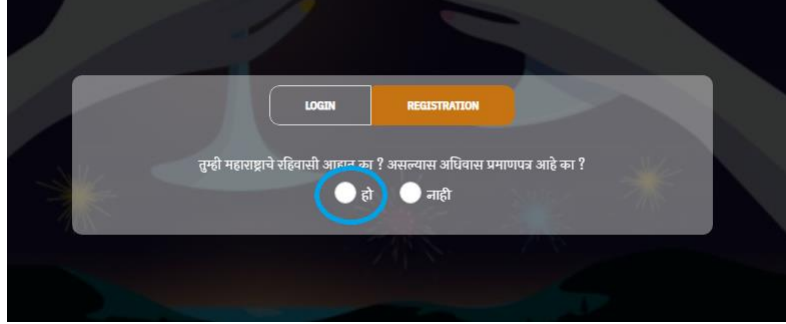 LOGIN REGISTRATION
तुम्ही महाराष्ट्राचे रहिवासी आहात का ? असल्यास अधिवास प्रमाणपत्र आहे का ?
हो नाही